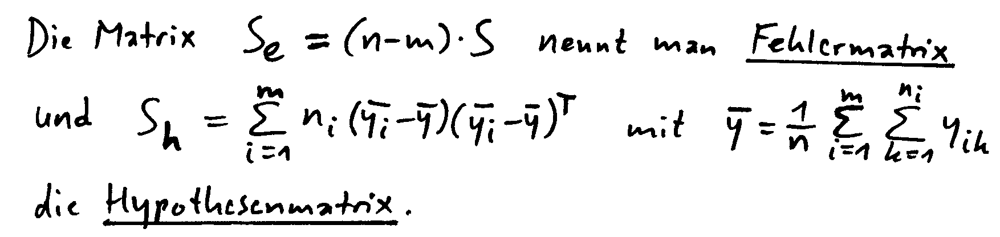 Die Matrix $S_e = (n-m) \cdot S$ nennt man Fehlermatrix
und $S_h = \sum_{i=1}^{m} n_i (\bar{y}_i - \bar{y})(\bar{y}_i - \bar{y})^T$ mit $\bar{y} = \frac{1}{n} \sum_{i=1}^{m} \sum_{k=1}^{n_i} y_{ik}$
die Hypothesenmatrix.